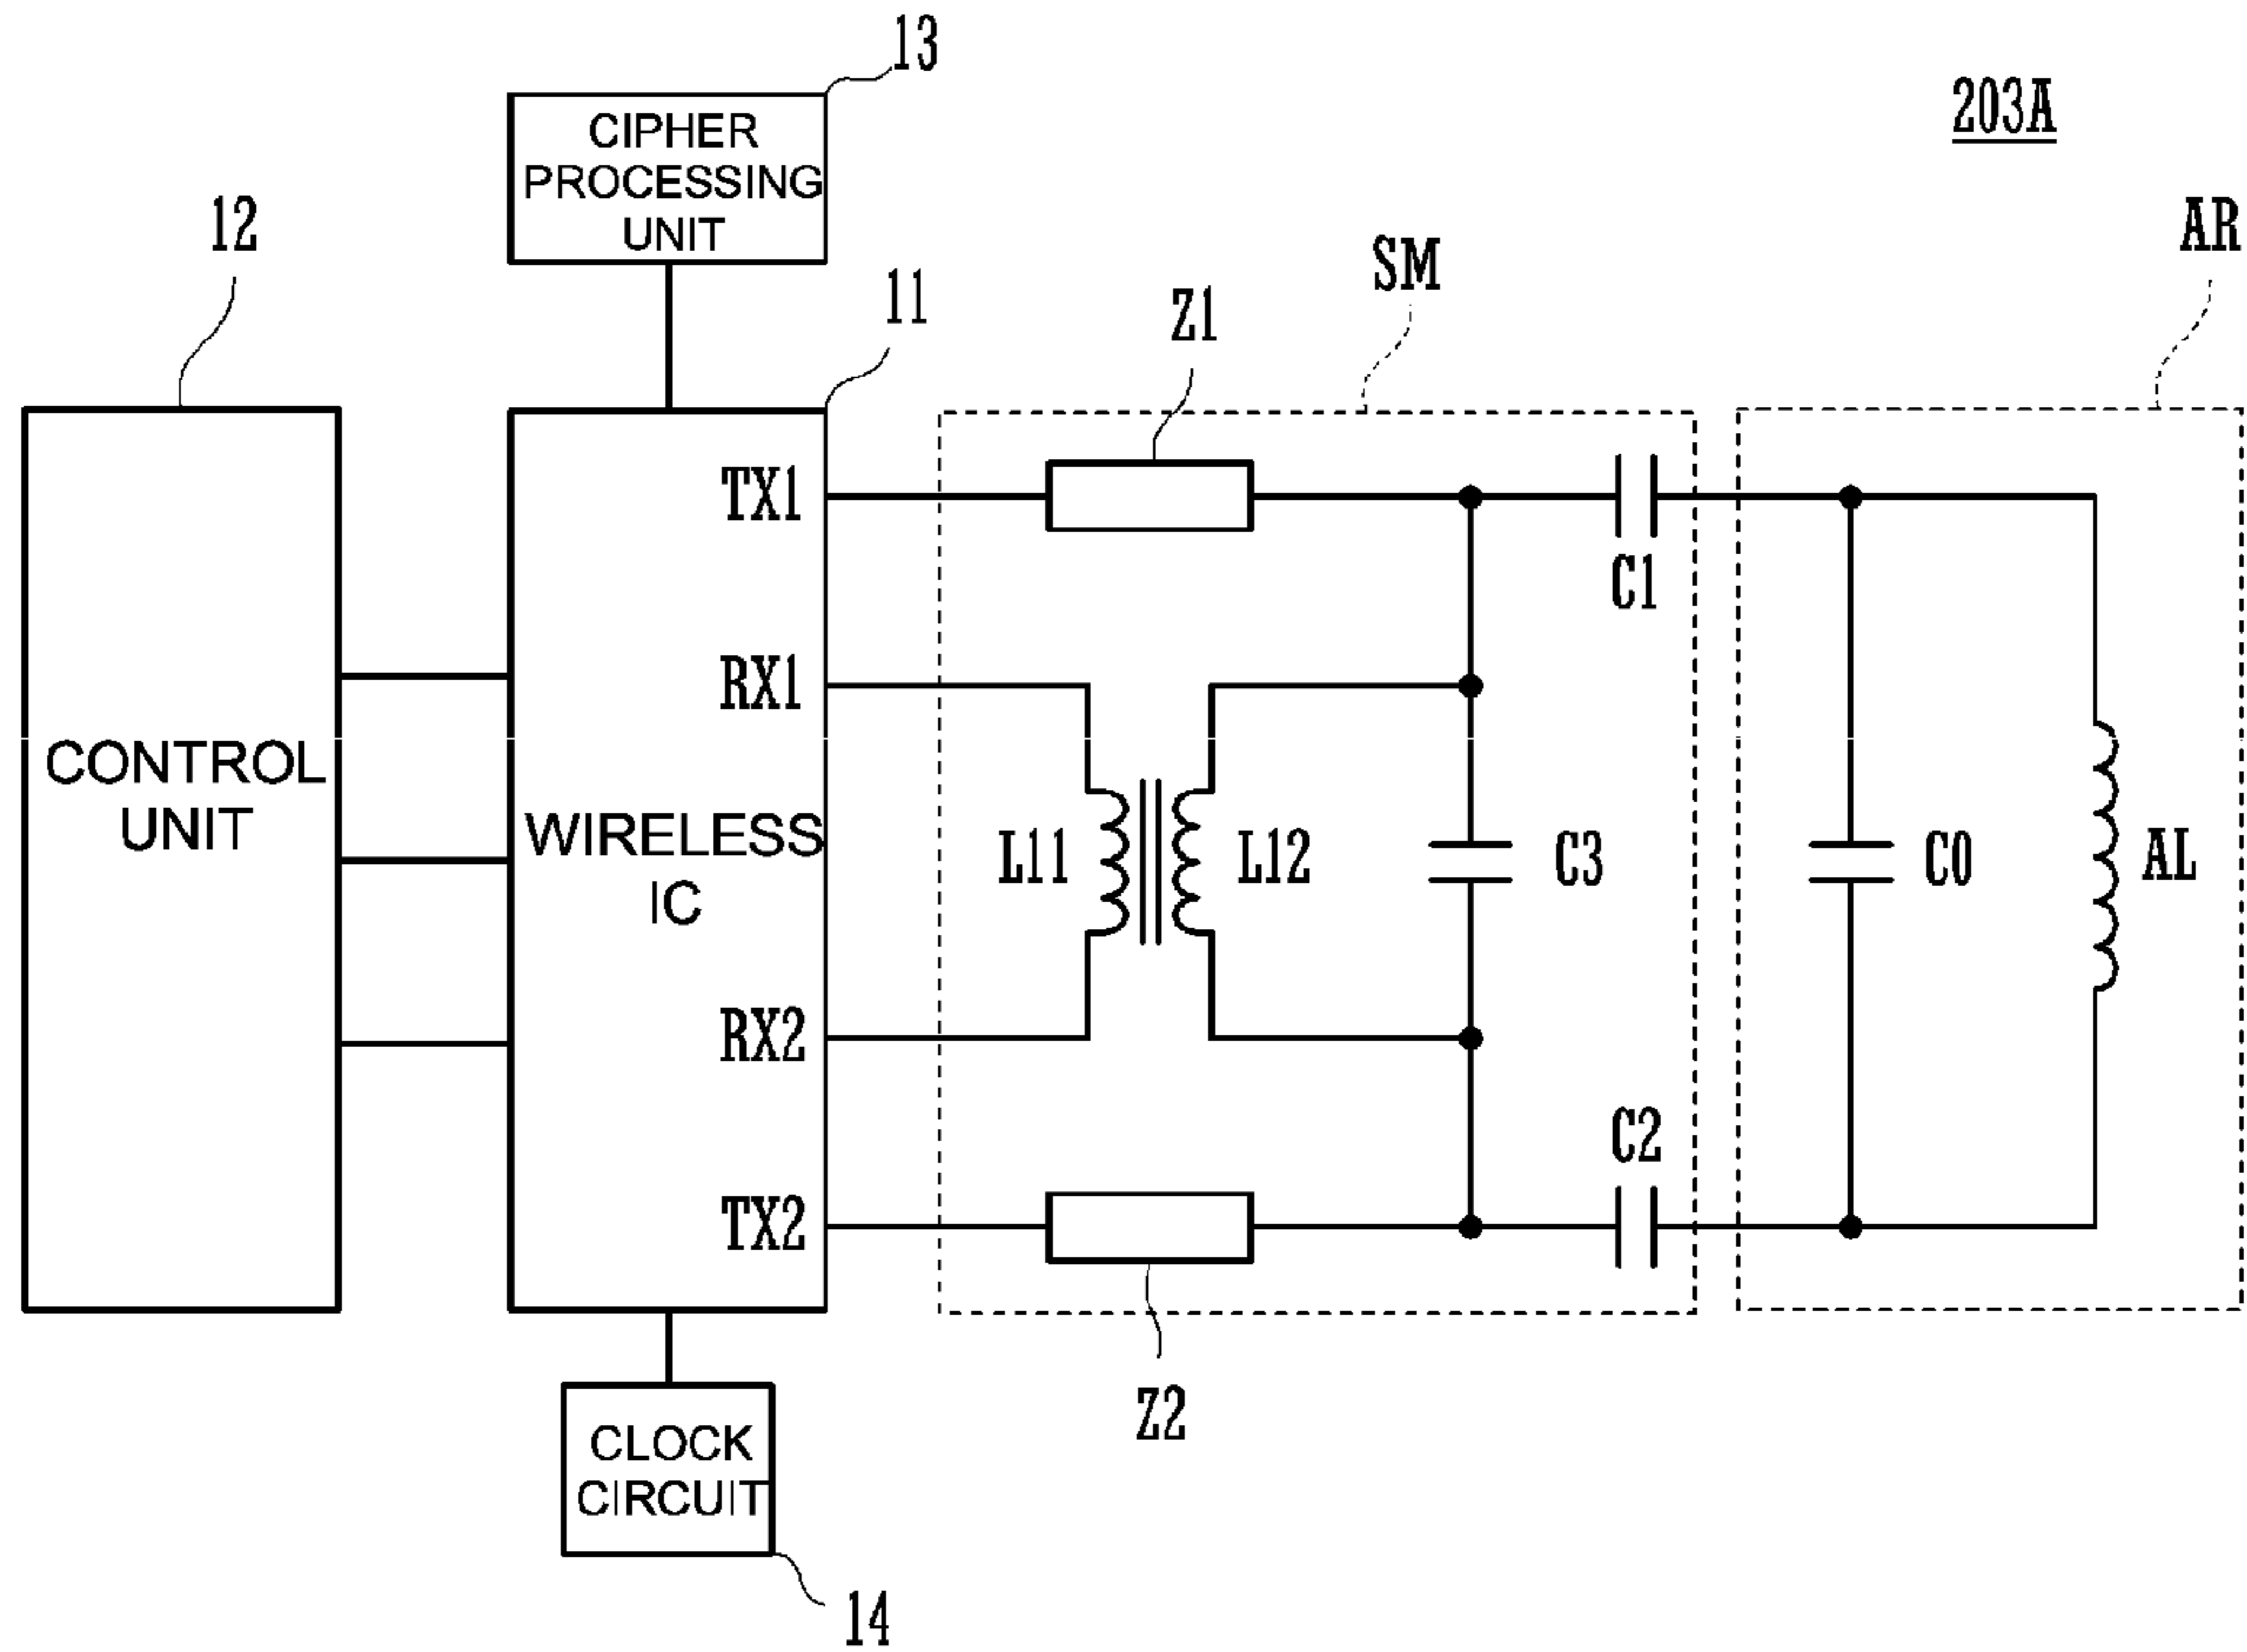 13
203A
CIPHER
PROCESSING
UNIT
12
AR
SM
11
Z1
TX1
C1
RX1
CONTROL
UNIT
WIRELESS
IC
L11
L12
C3
C0
AL
RX2
C2
TX2
Z2
CLOCK
CIRCUIT
14